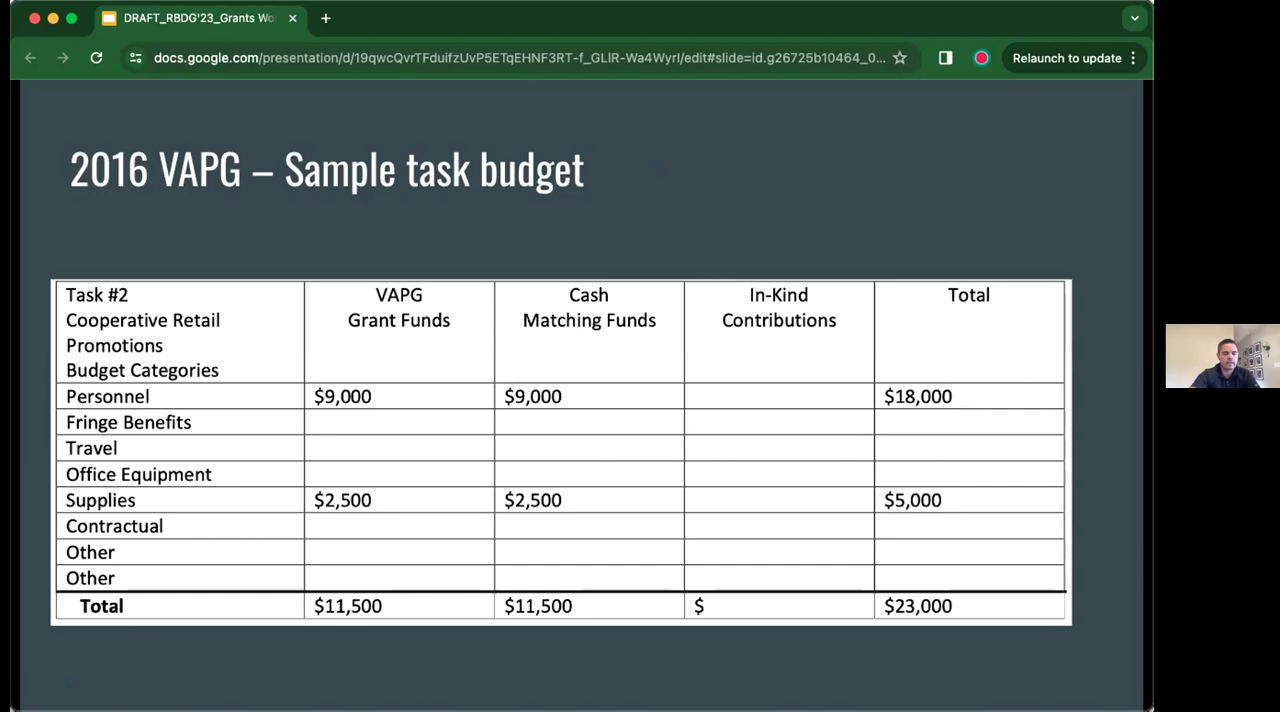 DRAFT_RBDG'23_Grants Wo
docs.google.com/presentation/d/19qwcQvrTFduifzUvP5ETqEHNF3RT-f_GLlR-Wa4WyrI/edit#slide=id.g26725b10464_0...
Relaunch to update
2016 VAPG – Sample task budget
Task #2
Cooperative Retail
Promotions
Budget Categories
VAPG
Grant Funds
Cash
Matching Funds
In-Kind
Contributions
Total
Personnel $9,000 $9,000 $18,000
Fringe Benefits
Travel
Office Equipment
Supplies $2,500 $2,500 $5,000
Contractual
Other
Other
Total $11,500 $11,500 $ $23,000